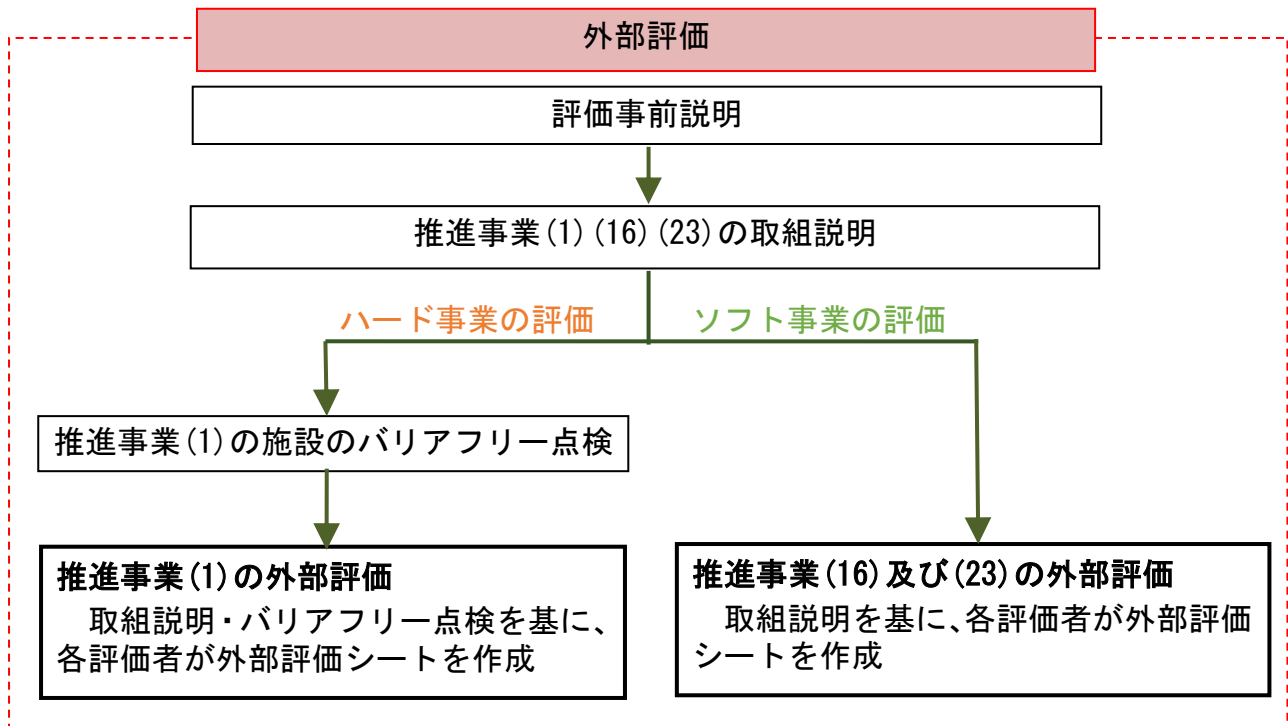 外部評価
評価事前説明
推進事業(1)(16)(23)の取組説明
ハード事業の評価
ソフト事業の評価
推進事業(1)の施設のバリアフリー点検
推進事業(1)の外部評価
取組説明・バリアフリー点検を基に、
各評価者が外部評価シートを作成
推進事業(16)及び(23)の外部評価
取組説明を基に、各評価者が外部評価
シートを作成